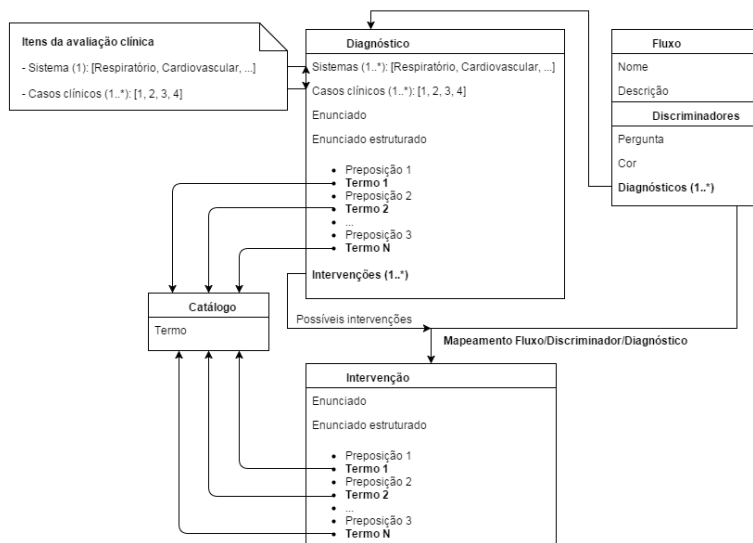 Itens da avaliação clínica
- Sistema (1): [Respiratório, Cardiovascular, ...]
- Casos clínicos (1..*): [1, 2, 3, 4]
Diagnóstico
Sistemas (1..*): [Respiratório, Cardiovascular, ...]
Casos clínicos (1..*): [1, 2, 3, 4]
Enunciado
Enunciado estruturado
• Preposição 1
• Termo 1
• Preposição 2
• Termo 2
• ...
• Preposição 3
• Termo N
Intervenções (1..*)
Fluxo
Nome
Descrição
Discriminadores
Pergunta
Cor
Diagnósticos (1..*)
Catálogo
Termo
Possíveis intervenções
Mapeamento Fluxo/Discriminador/Diagnóstico
Intervenção
Enunciado
Enunciado estruturado
• Preposição 1
• Termo 1
• Preposição 2
• Termo 2
• ...
• Preposição 3
• Termo N